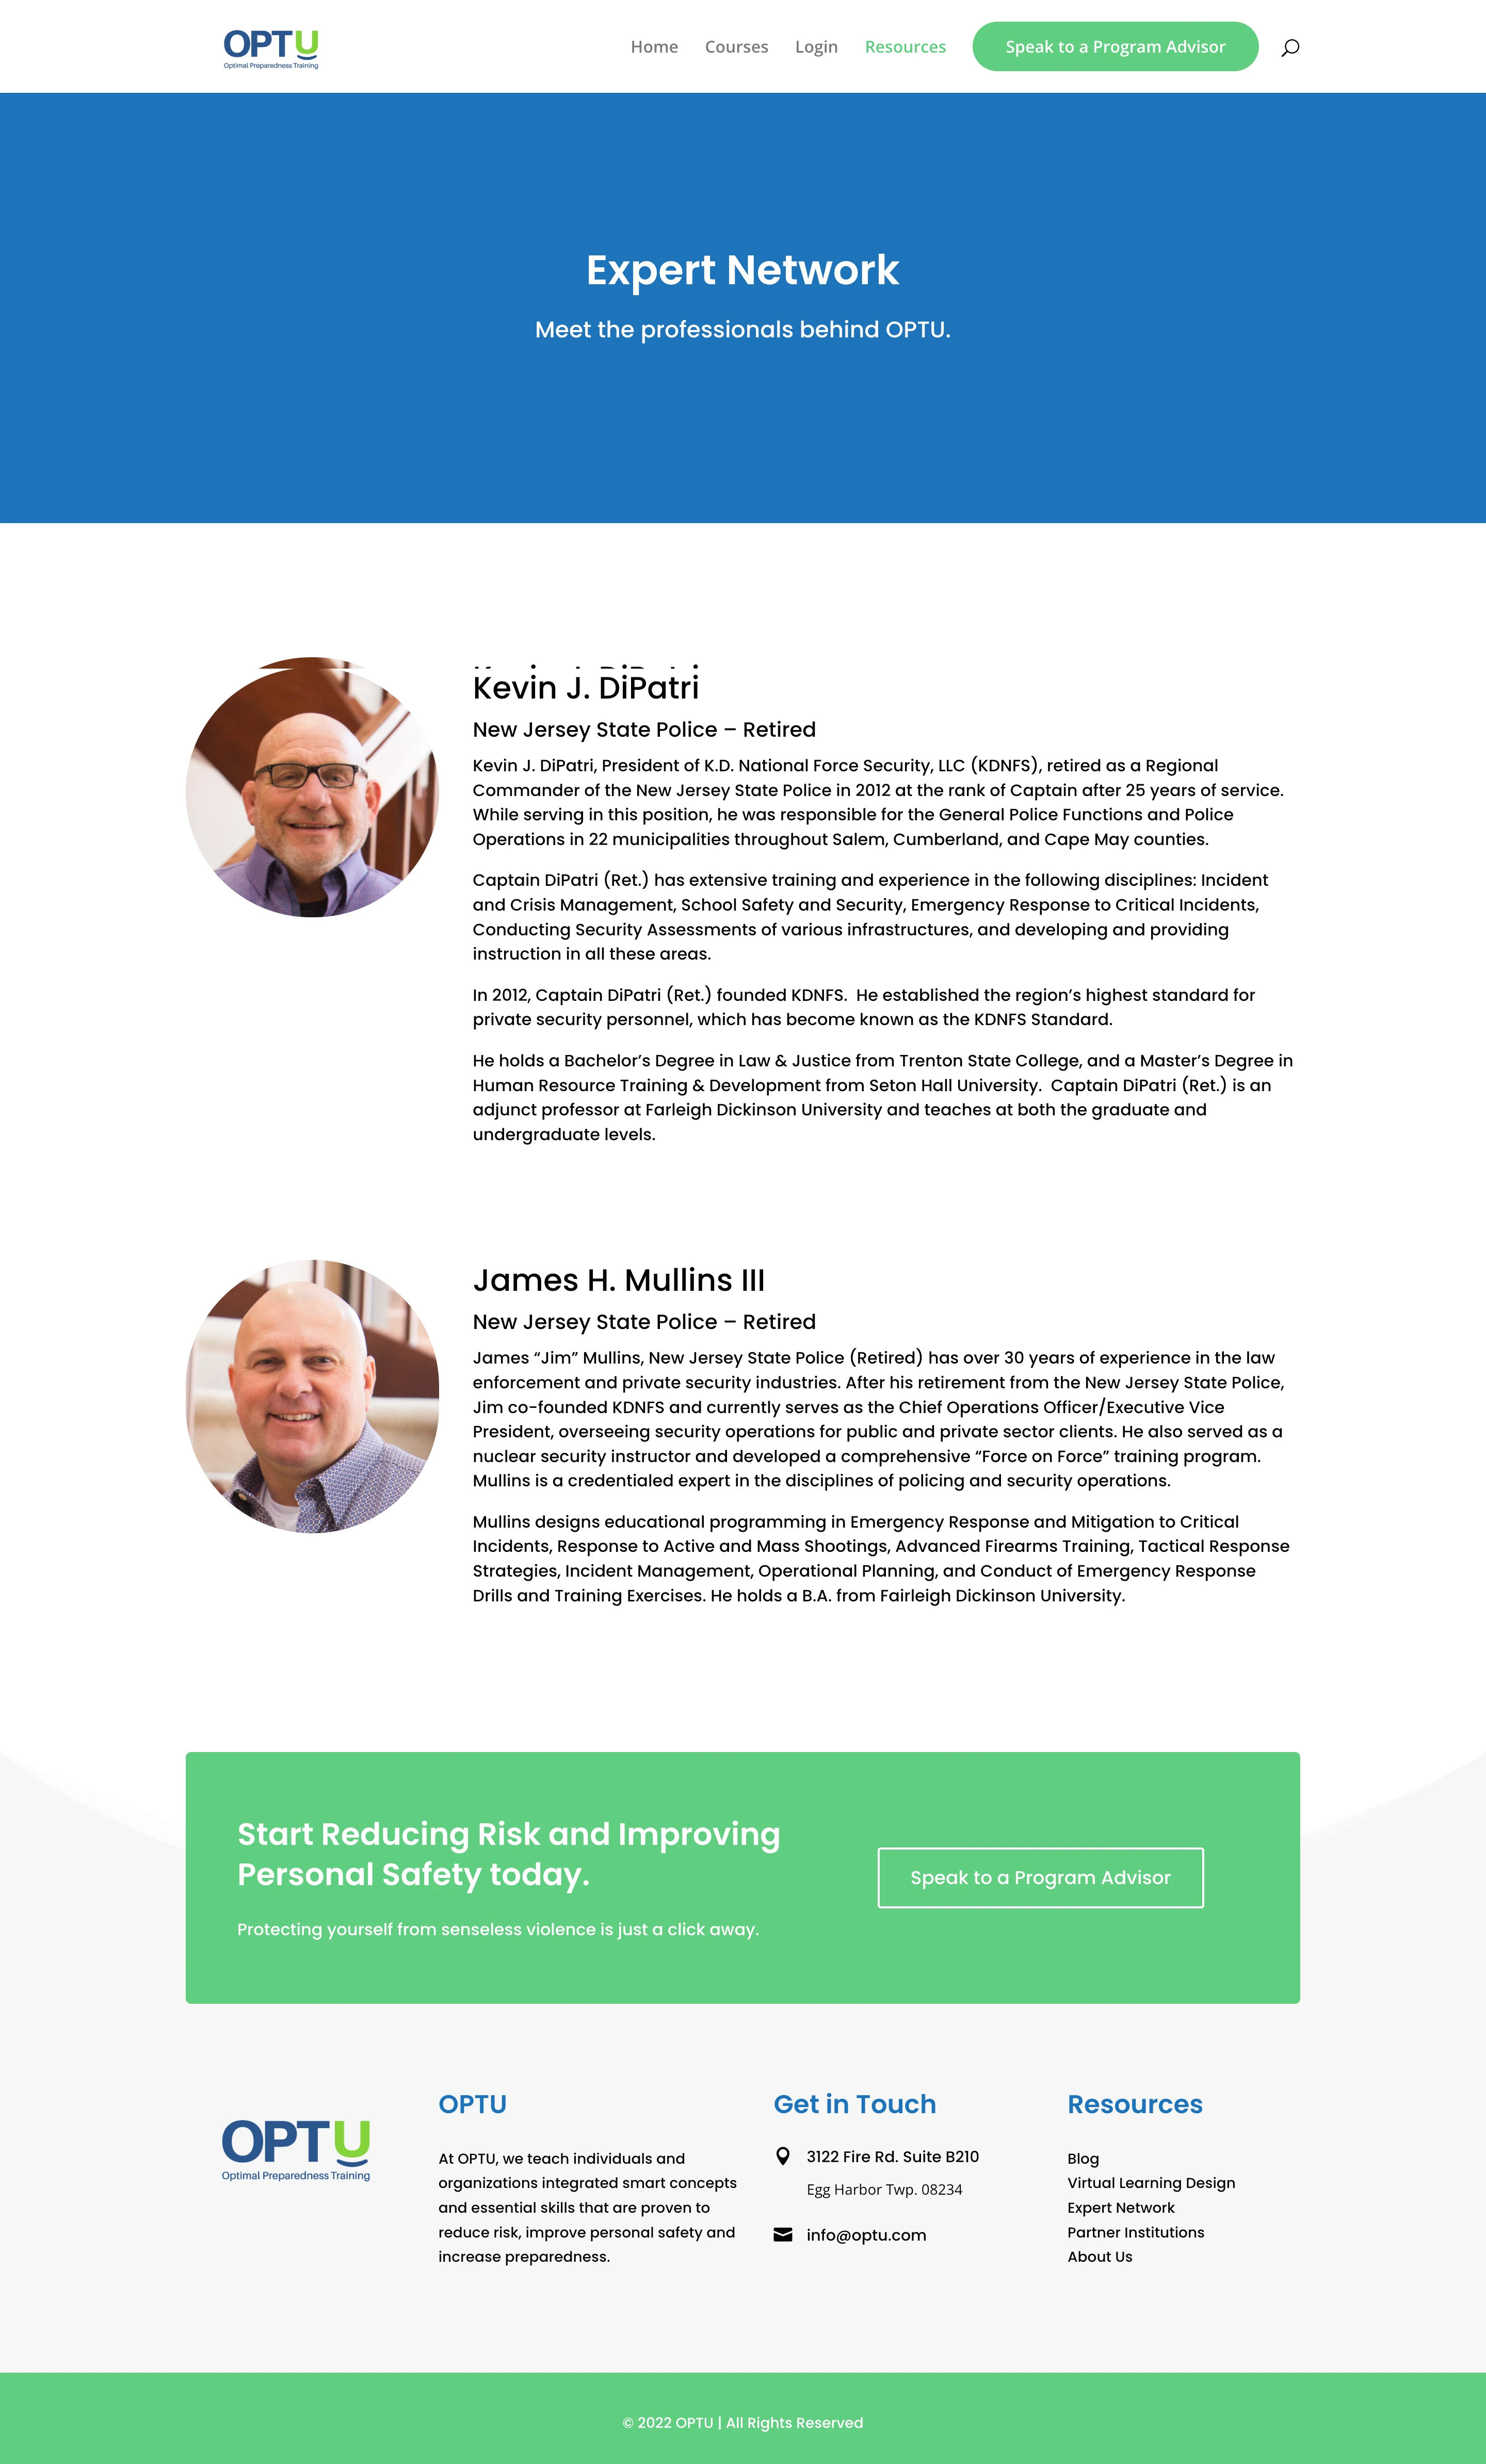 OPTU
Optimal Preparedness Training
Home Courses Login Resources Speak to a Program Advisor
Expert Network
Meet the professionals behind OPTU.
Kevin J. DiPatri
New Jersey State Police – Retired
Kevin J. DiPatri, President of K.D. National Force Security, LLC (KDNFS), retired as a Regional
Commander of the New Jersey State Police in 2012 at the rank of Captain after 25 years of service.
While serving in this position, he was responsible for the General Police Functions and Police
Operations in 22 municipalities throughout Salem, Cumberland, and Cape May counties.
Captain DiPatri (Ret.) has extensive training and experience in the following disciplines: Incident
and Crisis Management, School Safety and Security, Emergency Response to Critical Incidents,
Conducting Security Assessments of various infrastructures, and developing and providing
instruction in all these areas.
In 2012, Captain DiPatri (Ret.) founded KDNFS.  He established the region’s highest standard for
private security personnel, which has become known as the KDNFS Standard.
He holds a Bachelor’s Degree in Law & Justice from Trenton State College, and a Master’s Degree in
Human Resource Training & Development from Seton Hall University.  Captain DiPatri (Ret.) is an
adjunct professor at Farleigh Dickinson University and teaches at both the graduate and
undergraduate levels.
James H. Mullins III
New Jersey State Police – Retired
James “Jim” Mullins, New Jersey State Police (Retired) has over 30 years of experience in the law
enforcement and private security industries. After his retirement from the New Jersey State Police,
Jim co-founded KDNFS and currently serves as the Chief Operations Officer/Executive Vice
President, overseeing security operations for public and private sector clients. He also served as a
nuclear security instructor and developed a comprehensive “Force on Force” training program.
Mullins is a credentialed expert in the disciplines of policing and security operations.
Mullins designs educational programming in Emergency Response and Mitigation to Critical
Incidents, Response to Active and Mass Shootings, Advanced Firearms Training, Tactical Response
Strategies, Incident Management, Operational Planning, and Conduct of Emergency Response
Drills and Training Exercises. He holds a B.A. from Fairleigh Dickinson University.
Start Reducing Risk and Improving
Personal Safety today.
Protecting yourself from senseless violence is just a click away.
Speak to a Program Advisor
OPTU
Optimal Preparedness Training
OPTU
At OPTU, we teach individuals and
organizations integrated smart concepts
and essential skills that are proven to
reduce risk, improve personal safety and
increase preparedness.
Get in Touch
3122 Fire Rd. Suite B210
Egg Harbor Twp. 08234
info@optu.com
Resources
Blog
Virtual Learning Design
Expert Network
Partner Institutions
About Us
© 2022 OPTU | All Rights Reserved